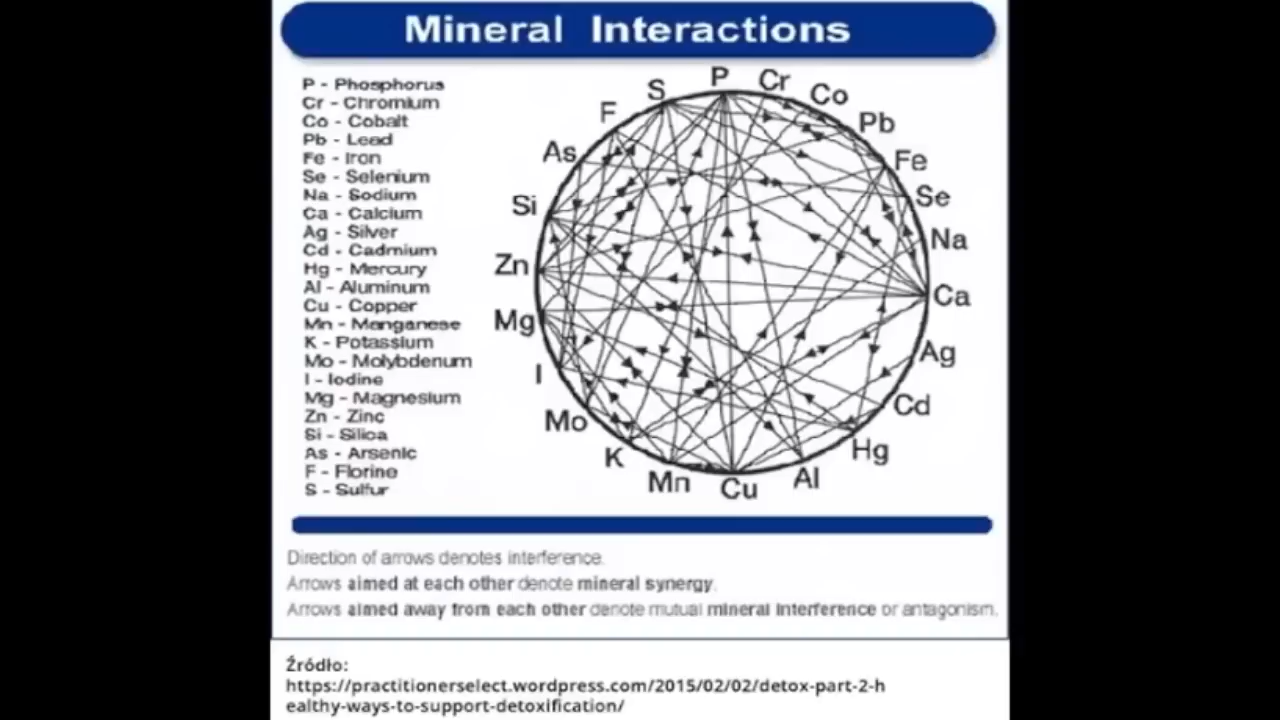 Mineral Interactions
P - Phosphorus
Cr - Chromium
Co - Cobalt
Pb - Lead
Fe - Iron
Se - Selenium
Na - Sodium
Ca - Calcium
Ag - Silver
Cd - Cadmium
Hg - Mercury
Al - Aluminum
Cu - Copper
Mn - Manganese
K - Potassium
Mo - Molybdenum
I - Iodine
Mg - Magnesium
Zn - Zinc
Si - Silica
As - Arsenic
F - Florine
S - Sulfur
P
Cr
Co
Pb
Fe
Se
Na
Ca
Ag
Cd
Hg
Al
Cu
Mn
K
Mo
I
Mg
Zn
Si
As
F
S
Direction of arrows denotes interference.
Arrows aimed at each other denote mineral synergy.
Arrows aimed away from each other denote mutual mineral interference or antagonism.
Źródło:
https://practitionerselect.wordpress.com/2015/02/02/detox-part-2-h
ealthy-ways-to-support-detoxification/